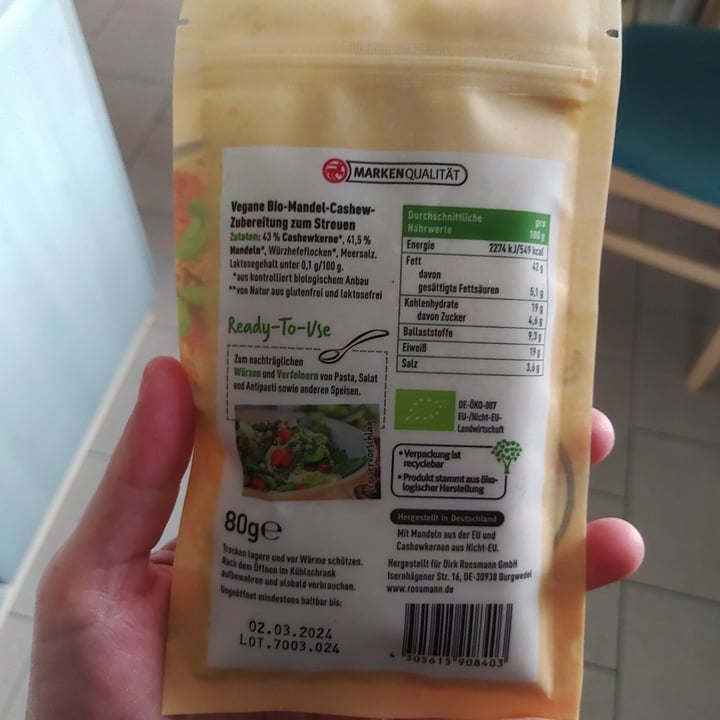 MARKENQUALITÄT
Vegane Bio-Mandel-Cashew-
Zubereitung zum Streuen
Zutaten: 43 % Cashewkerne*, 41,5 %
Mandeln*, Würzhefeflocken*, Meersalz.
Laktosegehalt unter 0,1 g/100 g.
*aus kontrolliert biologischem Anbau
**von Natur aus glutenfrei und laktosefrei
Ready-To-Use
Zum nachträglichen
Würzen und Verfeinern von Pasta, Salat
und Antipasti sowie anderen Speisen.
Serviervorschlag
80g e
Trocken lagern und vor Wärme schützen.
Nach dem Öffnen im Kühlschrank
aufbewahren und alsbald verbrauchen.
Ungeöffnet mindestens haltbar bis:
02.03.2024
LOT.7003.024
Durchschnittliche pro
Nährwerte 100 g
Energie 2274 kJ/549 kcal
Fett 42 g
davon
gesättigte Fettsäuren 5,1 g
Kohlenhydrate 19 g
davon Zucker 4,6 g
Ballaststoffe 9,3 g
Eiweiß 19 g
Salz 3,6 g
DE-ÖKO-007
EU-/Nicht-EU-
Landwirtschaft
• Verpackung ist
recyclebar
• Produkt stammt aus öko-
logischer Herstellung
Hergestellt in Deutschland
Mit Mandeln aus der EU und
Cashewkernen aus Nicht-EU.
Hergestellt für Dirk Rossmann GmbH
Isernhägener Str. 16, DE-30938 Burgwedel
www.rossmann.de
4 305615 908403